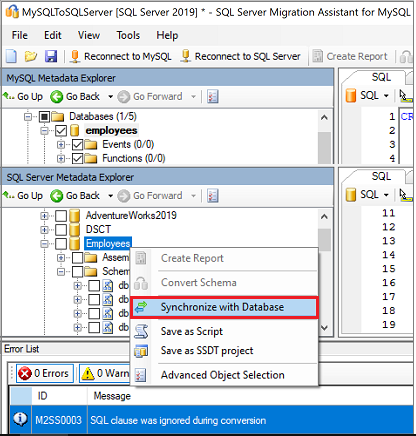 MySQLToSQLServer [SQL Server 2019] * - SQL Server Migration Assistant for MySQL
File Edit View Tools Help
Reconnect to MySQL Reconnect to SQL Server Create Report
MySQL Metadata Explorer
Go Up Go Back Go Forward
Databases (1/5)
employees
Events (0/0)
Functions (0/0)
SQL
SQL
1 CR
2
3
4
SQL Server Metadata Explorer
Go Up Go Back Go Forward
AdventureWorks2019
DSCT
Employees
Assem
Schem
db
db
db
db
SQL
SQL
11
12
13
14
15
16
17
18
19
Create Report
Convert Schema
Synchronize with Database
Save as Script
Save as SSDT project
Advanced Object Selection
Error List
0 Errors 0 Warn
ID Message
M2SS0003 SQL clause was ignored during conversion